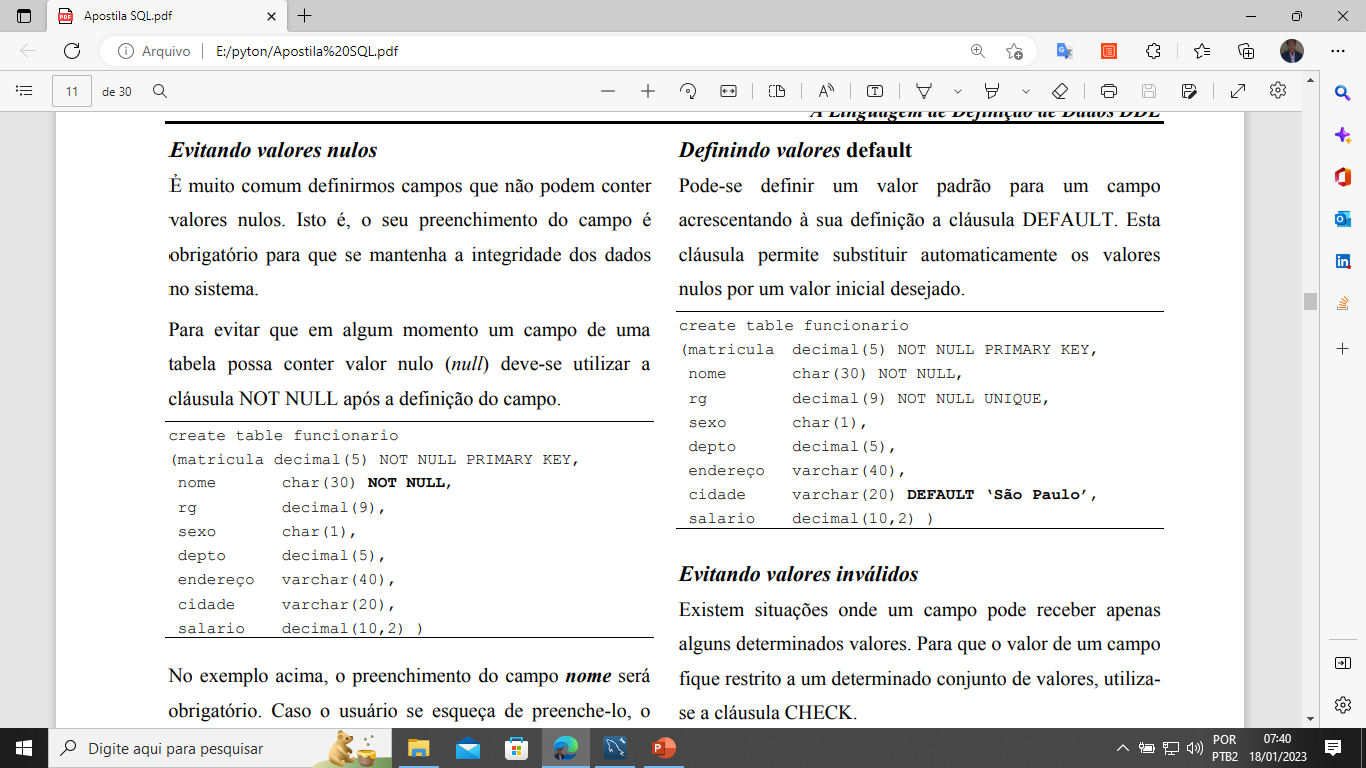 Apostila SQL.pdf
Arquivo
E:/pyton/Apostila%20SQL.pdf
11
de 30
A Linguagem de Definição de Dados DDL
Evitando valores nulos
É muito comum definirmos campos que não podem conter
valores nulos. Isto é, o seu preenchimento do campo é
obrigatório para que se mantenha a integridade dos dados
no sistema.
Para evitar que em algum momento um campo de uma
tabela possa conter valor nulo (null) deve-se utilizar a
cláusula NOT NULL após a definição do campo.
create table funcionario
(matricula decimal(5) NOT NULL PRIMARY KEY,
nome char(30) NOT NULL,
rg decimal(9),
sexo char(1),
depto decimal(5),
endereço varchar(40),
cidade varchar(20),
salario decimal(10,2) )
No exemplo acima, o preenchimento do campo nome será
obrigatório. Caso o usuário se esqueça de preenche-lo, o
Definindo valores default
Pode-se definir um valor padrão para um campo
acrescentando à sua definição a cláusula DEFAULT. Esta
cláusula permite substituir automaticamente os valores
nulos por um valor inicial desejado.
create table funcionario
(matricula decimal(5) NOT NULL PRIMARY KEY,
nome char(30) NOT NULL,
rg decimal(9) NOT NULL UNIQUE,
sexo char(1),
depto decimal(5),
endereço varchar(40),
cidade varchar(20) DEFAULT ‘São Paulo’,
salario decimal(10,2) )
Evitando valores inválidos
Existem situações onde um campo pode receber apenas
alguns determinados valores. Para que o valor de um campo
fique restrito a um determinado conjunto de valores, utiliza-
se a cláusula CHECK.
Digite aqui para pesquisar
POR
PTB2
07:40
18/01/2023